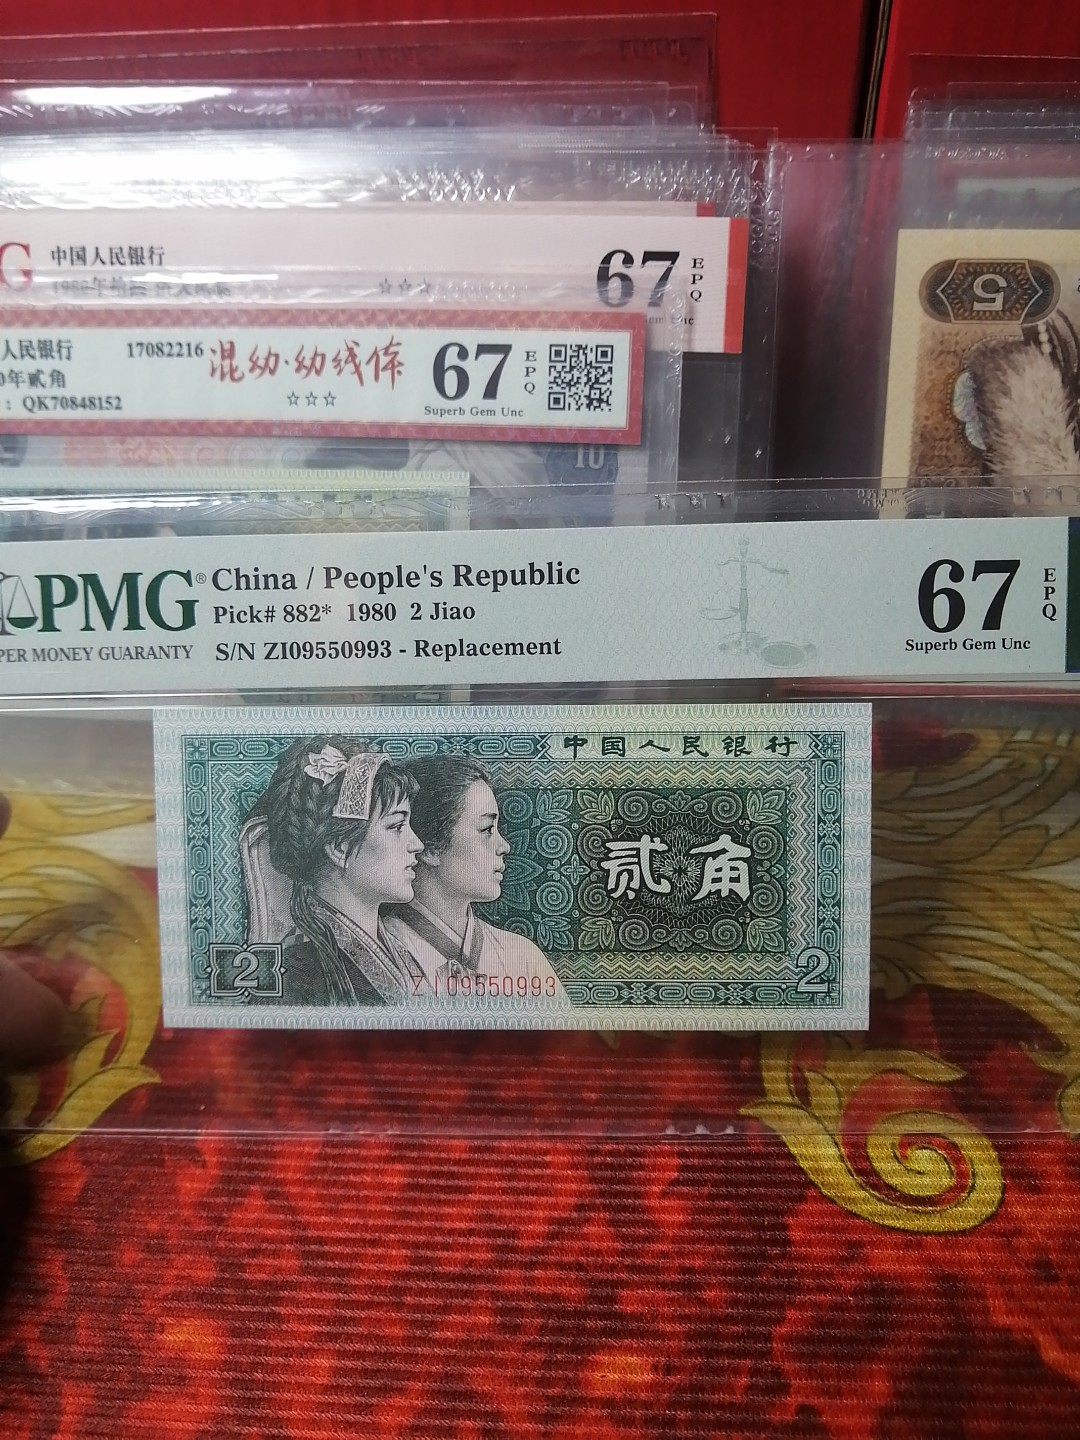 G 中国人民银行
67 EPQ
人民银行 17082216 混幼·幼线体
0年贰角 ☆☆☆
: QK70848152
67 EPQ
Superb Gem Unc
5
10
PMG® China / People's Republic
Pick# 882* 1980 2 Jiao
PER MONEY GUARANTY S/N ZI09550993 - Replacement
67 EPQ
Superb Gem Unc
中国人民银行
贰角
2 2
ZI09550993